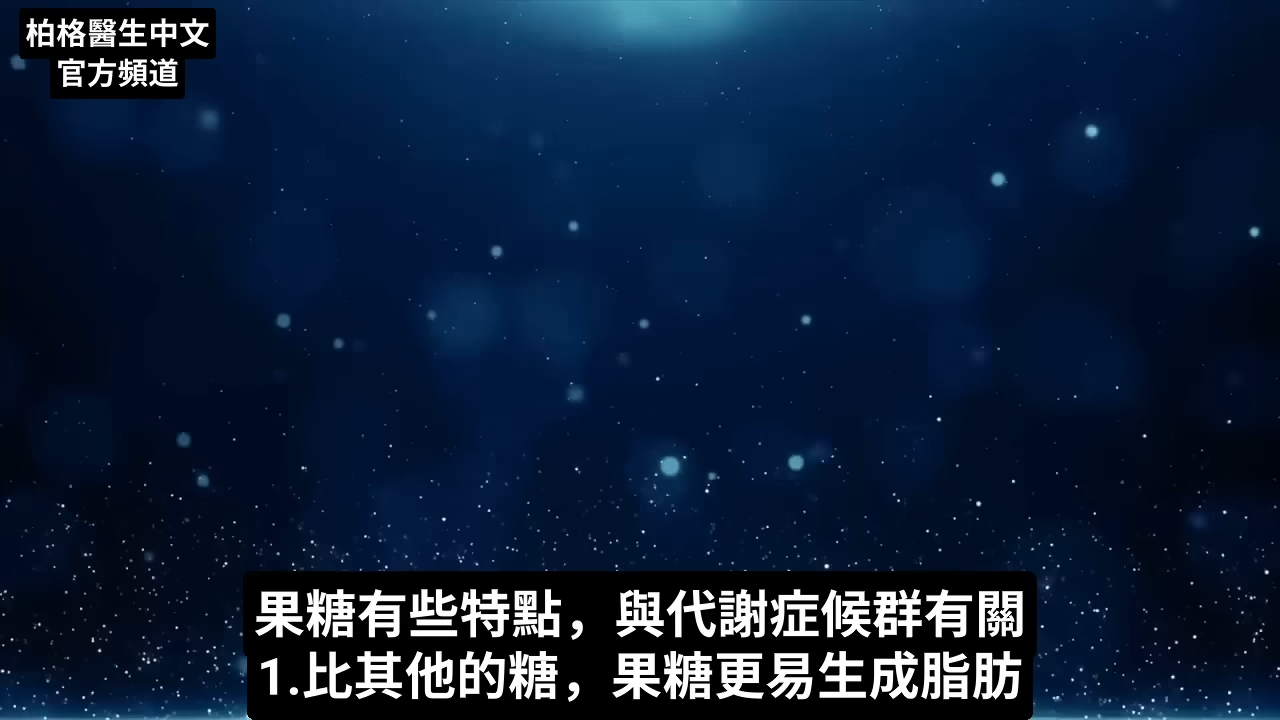 柏格醫生中文
官方頻道
果糖有些特點，與代謝症候群有關
1.比其他的糖，果糖更易生成脂肪